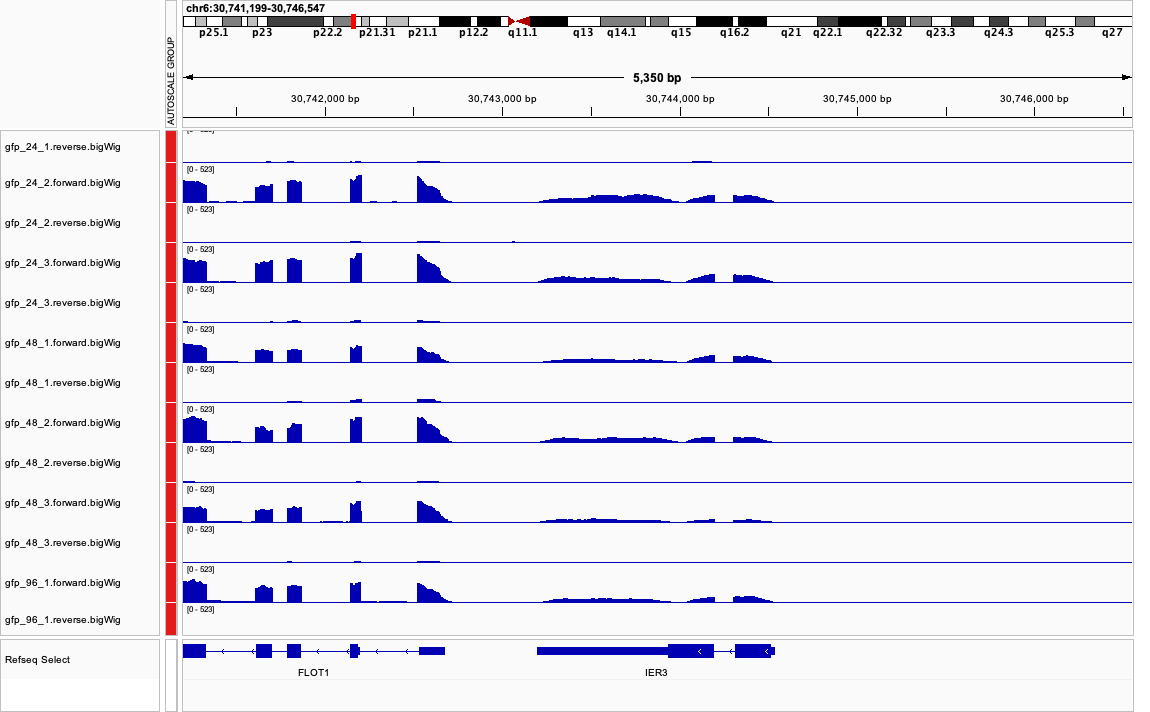 chr6:30,741,199-30,746,547
p25.1 p23 p22.2 p21.31 p21.1 p12.2 q11.1 q13 q14.1 q15 q16.2 q21 q22.1 q22.32 q23.3 q24.3 q25.3 q27
AUTOSCALE GROUP
5,350 bp
30,742,000 bp 30,743,000 bp 30,744,000 bp 30,745,000 bp 30,746,000 bp
gfp_24_1.reverse.bigWig
[0 - 523]
gfp_24_2.forward.bigWig
[0 - 523]
gfp_24_2.reverse.bigWig
[0 - 523]
gfp_24_3.forward.bigWig
[0 - 523]
gfp_24_3.reverse.bigWig
[0 - 523]
gfp_48_1.forward.bigWig
[0 - 523]
gfp_48_1.reverse.bigWig
[0 - 523]
gfp_48_2.forward.bigWig
[0 - 523]
gfp_48_2.reverse.bigWig
[0 - 523]
gfp_48_3.forward.bigWig
[0 - 523]
gfp_48_3.reverse.bigWig
[0 - 523]
gfp_96_1.forward.bigWig
[0 - 523]
gfp_96_1.reverse.bigWig
Refseq Select
FLOT1 IER3